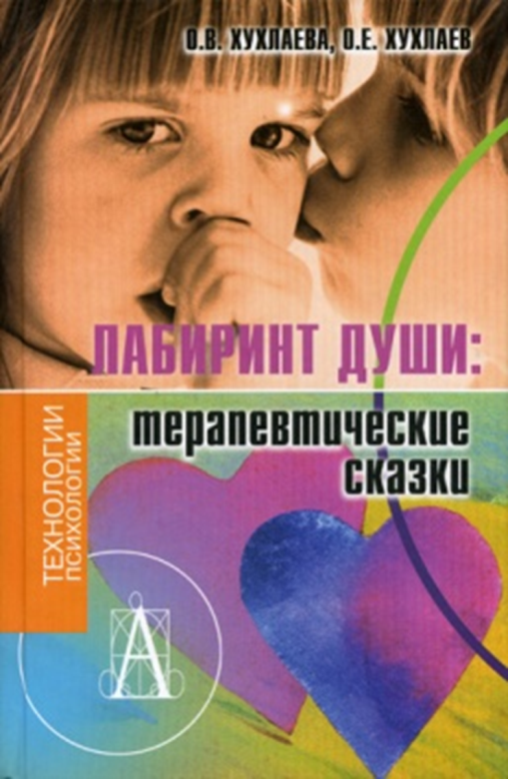 О.В. ХУХЛАЕВА, О.Е. ХУХЛАЕВ
ЛАБИРИНТ ДУШИ:
терапевтические
сказки
ТЕХНОЛОГИИ
ПСИХОЛОГИИ
А